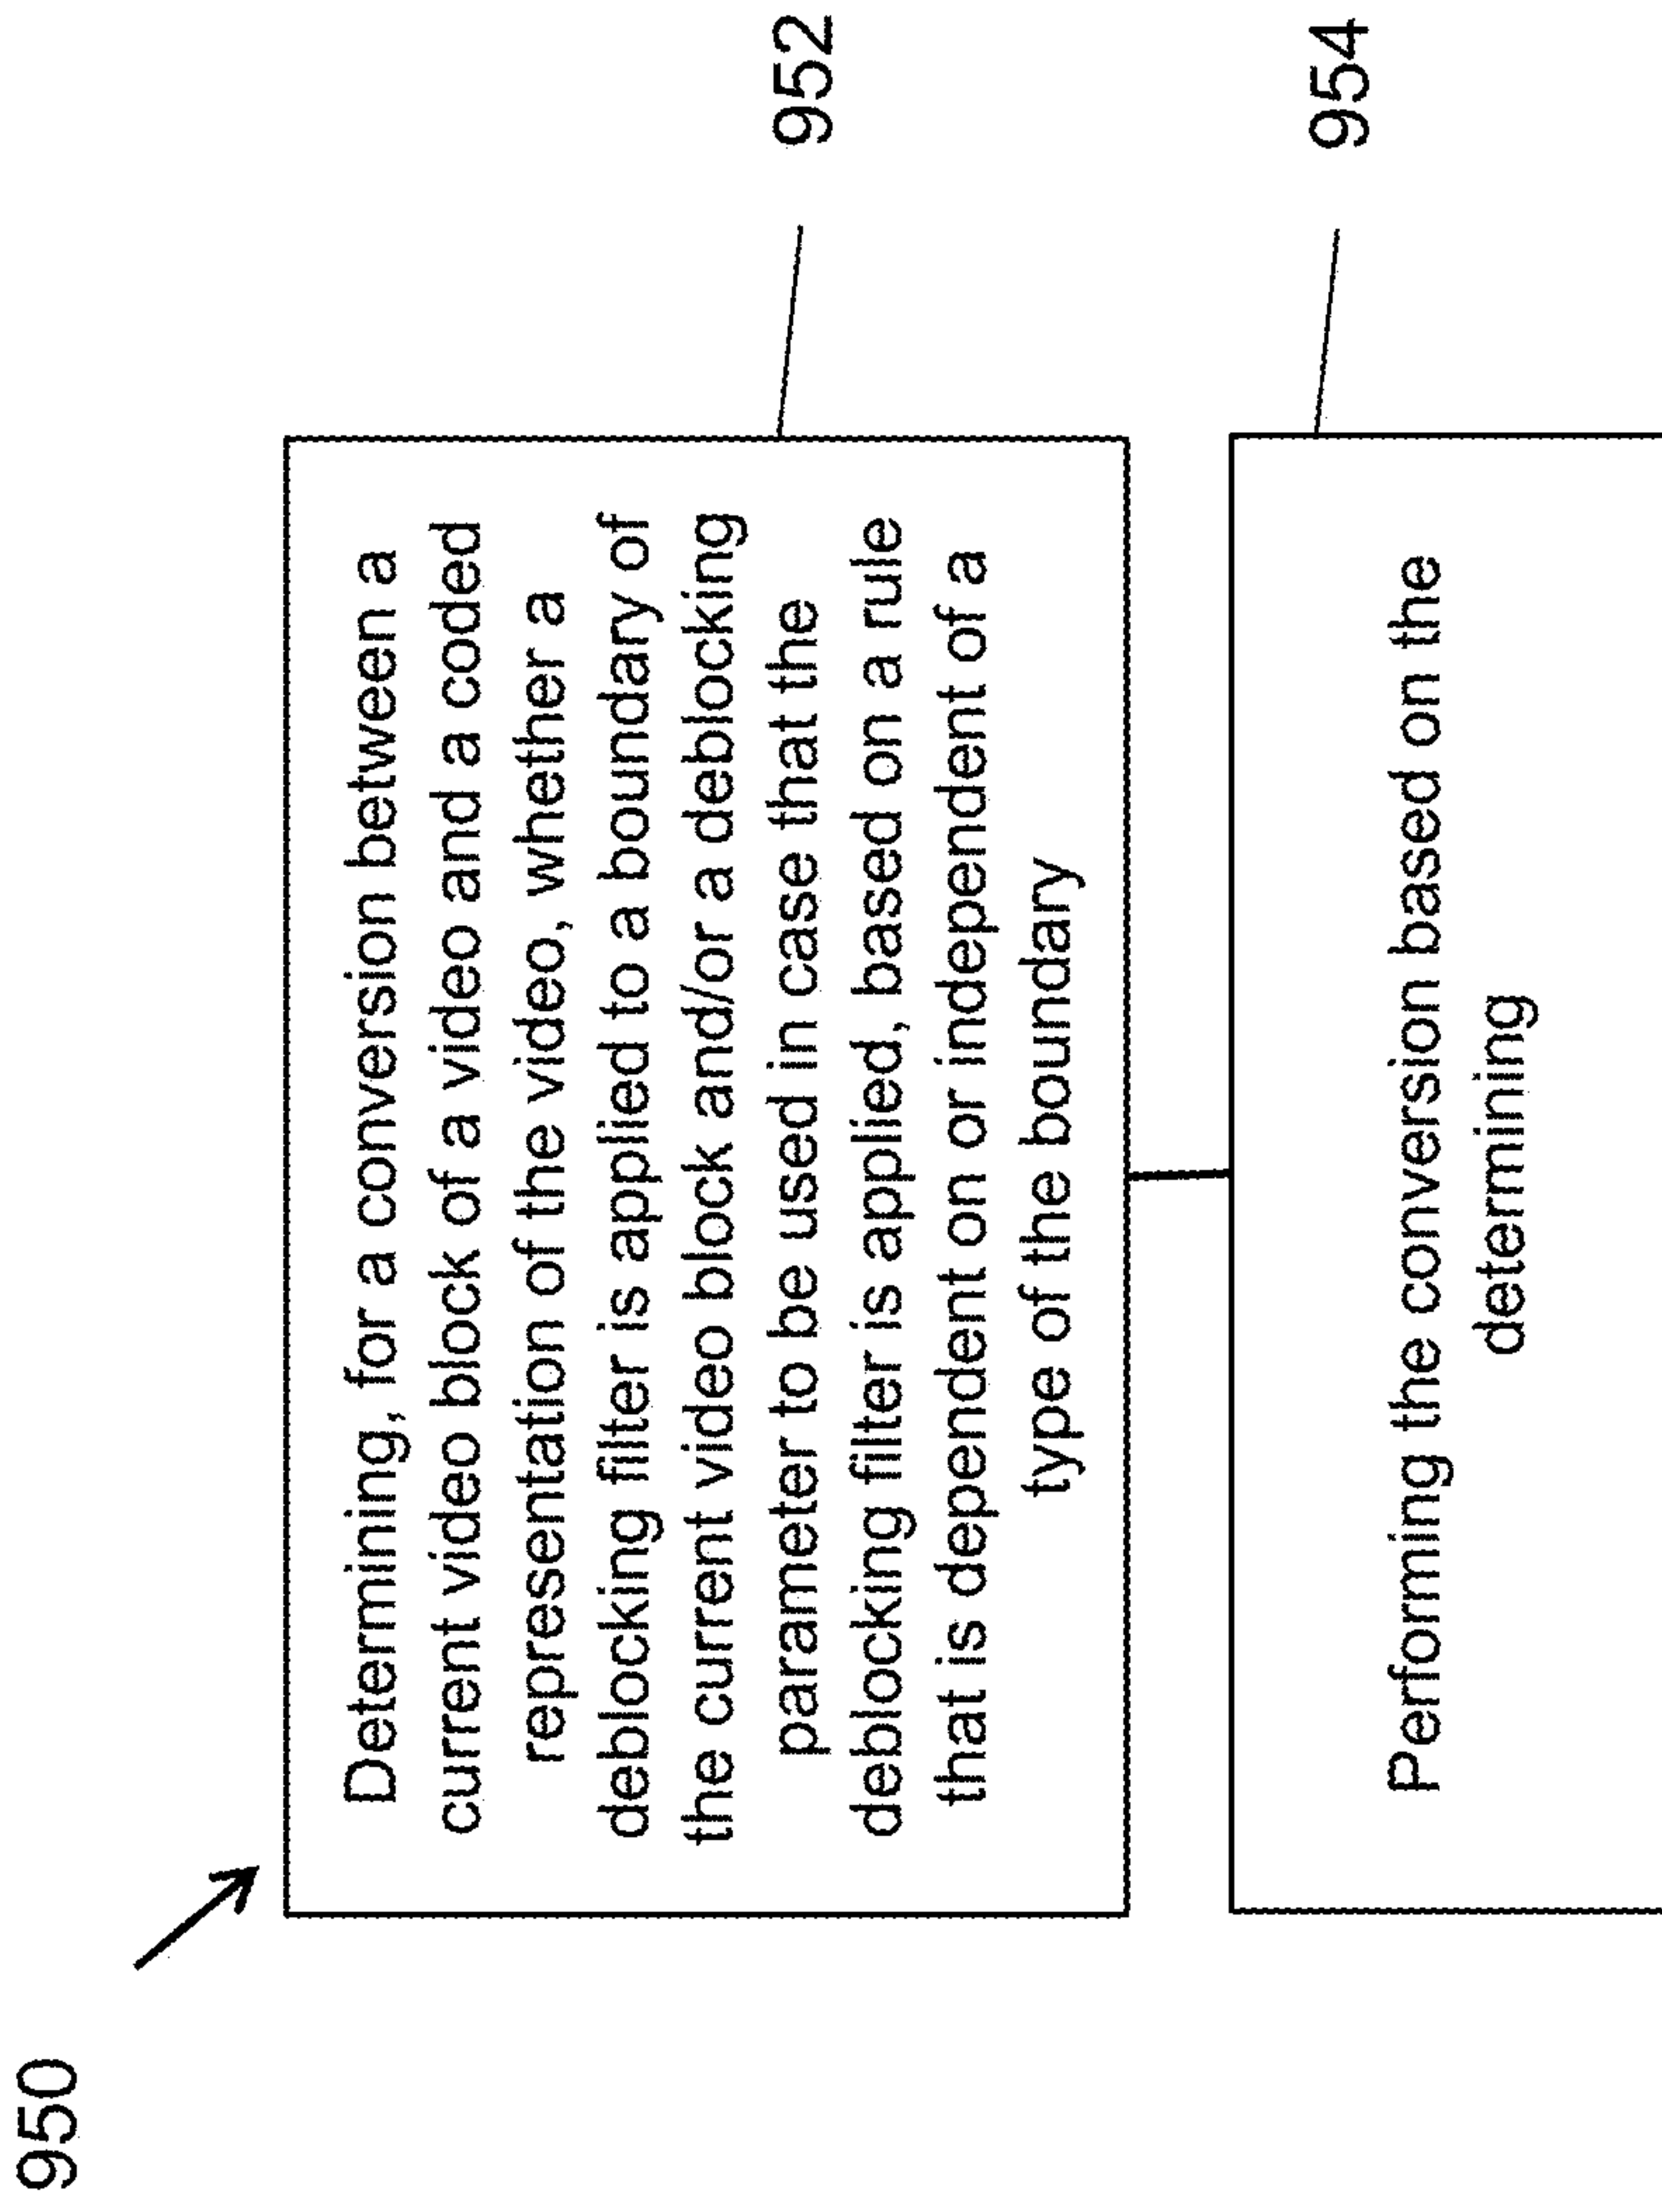 950
Determining, for a conversion between a
current video block of a video and a coded
representation of the video, whether a
deblocking filter is applied to a boundary of
the current video block and/or a deblocking
parameter to be used in case that the
deblocking filter is applied, based on a rule
that is dependent on or independent of a
type of the boundary
952
Performing the conversion based on the
determining
954